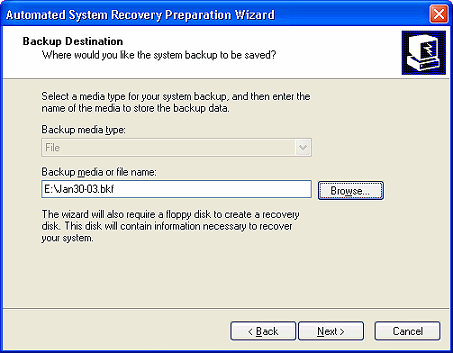 Automated System Recovery Preparation Wizard
Backup Destination
Where would you like the system backup to be saved?
Select a media type for your system backup, and then enter the
name of the media to store the backup data.
Backup media type:
File
Backup media or file name:
E:\Jan30-03.bkf
Browse...
The wizard will also require a floppy disk to create a recovery
disk. This disk will contain information necessary to recover
your system.
< Back
Next >
Cancel